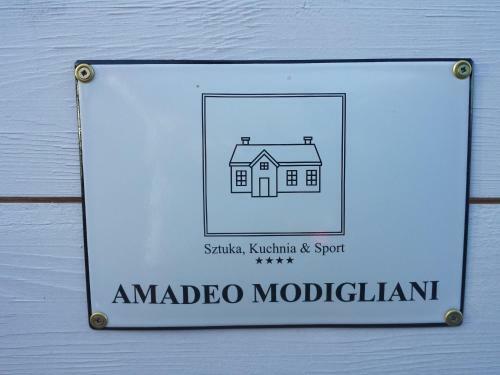 Sztuka, Kuchnia & Sport
★★★★
AMADEO MODIGLIANI